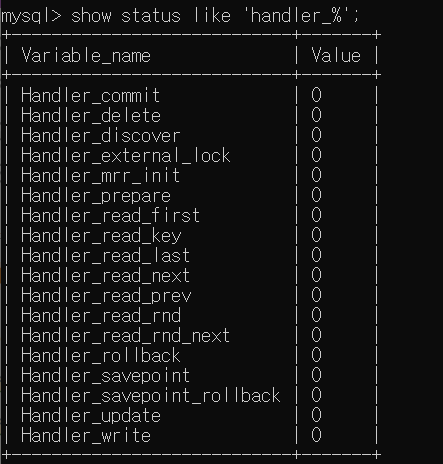 mysql> show status like 'handler_%';
+----------------------------+-------+
| Variable_name              | Value |
+----------------------------+-------+
| Handler_commit             | 0     |
| Handler_delete             | 0     |
| Handler_discover           | 0     |
| Handler_external_lock      | 0     |
| Handler_mrr_init           | 0     |
| Handler_prepare            | 0     |
| Handler_read_first         | 0     |
| Handler_read_key           | 0     |
| Handler_read_last          | 0     |
| Handler_read_next          | 0     |
| Handler_read_prev          | 0     |
| Handler_read_rnd           | 0     |
| Handler_read_rnd_next      | 0     |
| Handler_rollback           | 0     |
| Handler_savepoint          | 0     |
| Handler_savepoint_rollback | 0     |
| Handler_update             | 0     |
| Handler_write              | 0     |
+----------------------------+-------+